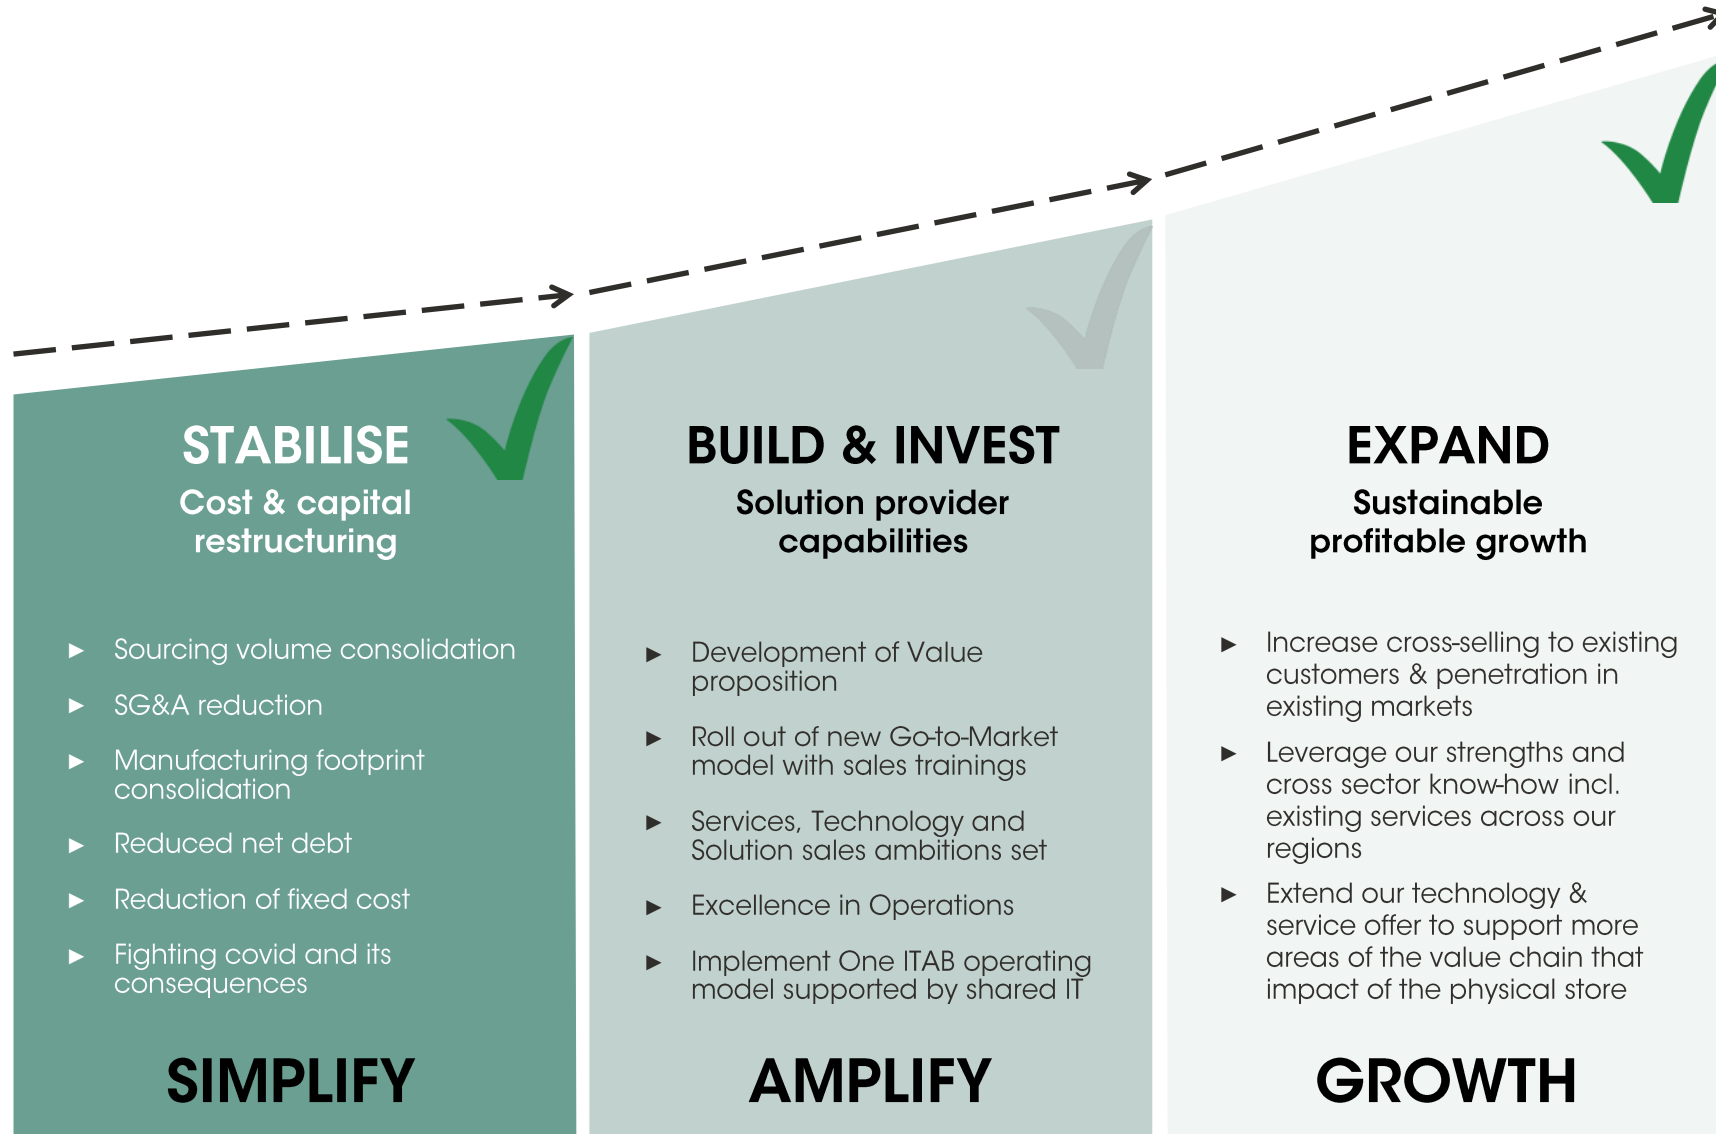 STABILISE
Cost & capital
restructuring
► Sourcing volume consolidation
► SG&A reduction
► Manufacturing footprint
consolidation
► Reduced net debt
► Reduction of fixed cost
► Fighting covid and its
consequences
SIMPLIFY
BUILD & INVEST
Solution provider
capabilities
► Development of Value
proposition
► Roll out of new Go-to-Market
model with sales trainings
► Services, Technology and
Solution sales ambitions set
► Excellence in Operations
► Implement One ITAB operating
model supported by shared IT
AMPLIFY
EXPAND
Sustainable
profitable growth
► Increase cross-selling to existing
customers & penetration in
existing markets
► Leverage our strengths and
cross sector know-how incl.
existing services across our
regions
► Extend our technology &
service offer to support more
areas of the value chain that
impact of the physical store
GROWTH